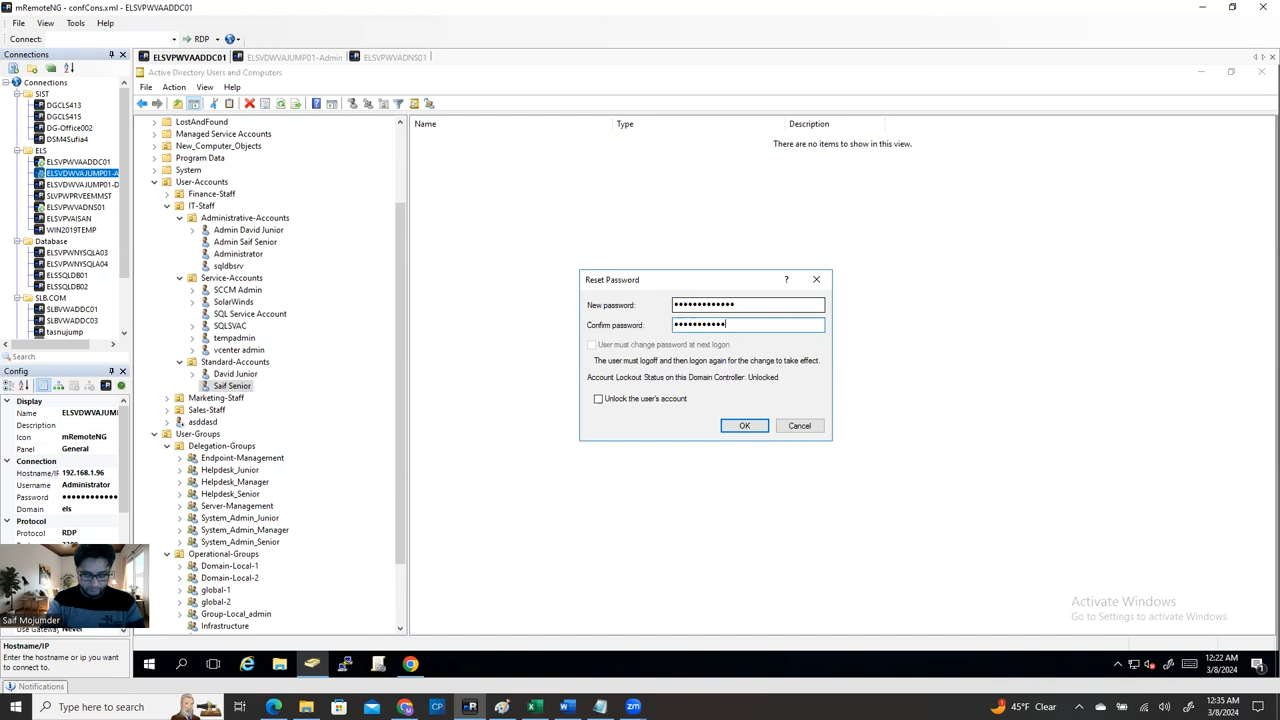 mRemoteNG - confCons.xml - ELSVPWVAADDC01
File View Tools Help
Connect: RDP
Connections
Connections
SIST
DGCLS413
DGCLS415
DG-Office002
DSM4Sufia4
ELS
ELSVPWVAADDC01
ELSVDWVAJUMP01-A
ELSVDWVAJUMP01-D
SLVPWPRVEEMMST
ELSVPWVADNS01
ELSVPVAISAN
WIN2019TEMP
Database
ELSVPWNYSQLA03
ELSVPWNYSQLA04
ELSSQLDB01
ELSSQLDB02
SLB.COM
SLBVWADDC01
SLBVWADDC03
tasnujump
Search
Config
Display
Name ELSVDWVAJUMI
Description
Icon mRemoteNG
Panel General
Connection
Hostname/IP 192.168.1.96
Username Administrator
Password ••••••••••••
Domain els
Protocol
Protocol RDP
Use Gateway Never
Saif Mojumder
Hostname/IP
Enter the hostname or ip you want
to connect to.
Notifications
ELSVPWVAADDC01 ELSVDWVAJUMP01-Admin ELSVPWVADNS01
Active Directory Users and Computers
File Action View Help
LostAndFound
Managed Service Accounts
New_Computer_Objects
Program Data
System
User-Accounts
Finance-Staff
IT-Staff
Administrative-Accounts
Admin David Junior
Admin Saif Senior
Administrator
sqldbsrv
Service-Accounts
SCCM Admin
SolarWinds
SQL Service Account
SQLSVAC
tempadmin
vcenter admin
Standard-Accounts
David Junior
Saif Senior
Marketing-Staff
Sales-Staff
asddasd
User-Groups
Delegation-Groups
Endpoint-Management
Helpdesk_Junior
Helpdesk_Manager
Helpdesk_Senior
Server-Management
System_Admin_Junior
System_Admin_Manager
System_Admin_Senior
Operational-Groups
Domain-Local-1
Domain-Local-2
global-1
global-2
Group-Local_admin
Infrastructure
Name Type Description
There are no items to show in this view.
Reset Password ?
New password: •••••••••••••
Confirm password: •••••••••••
User must change password at next logon
The user must logoff and then logon again for the change to take effect.
Account Lockout Status on this Domain Controller: Unlocked
Unlock the user's account
OK Cancel
Activate Windows
Go to Settings to activate Windows.
12:22 AM
3/8/2024
Type here to search
45°F Clear
12:35 AM
3/8/2024